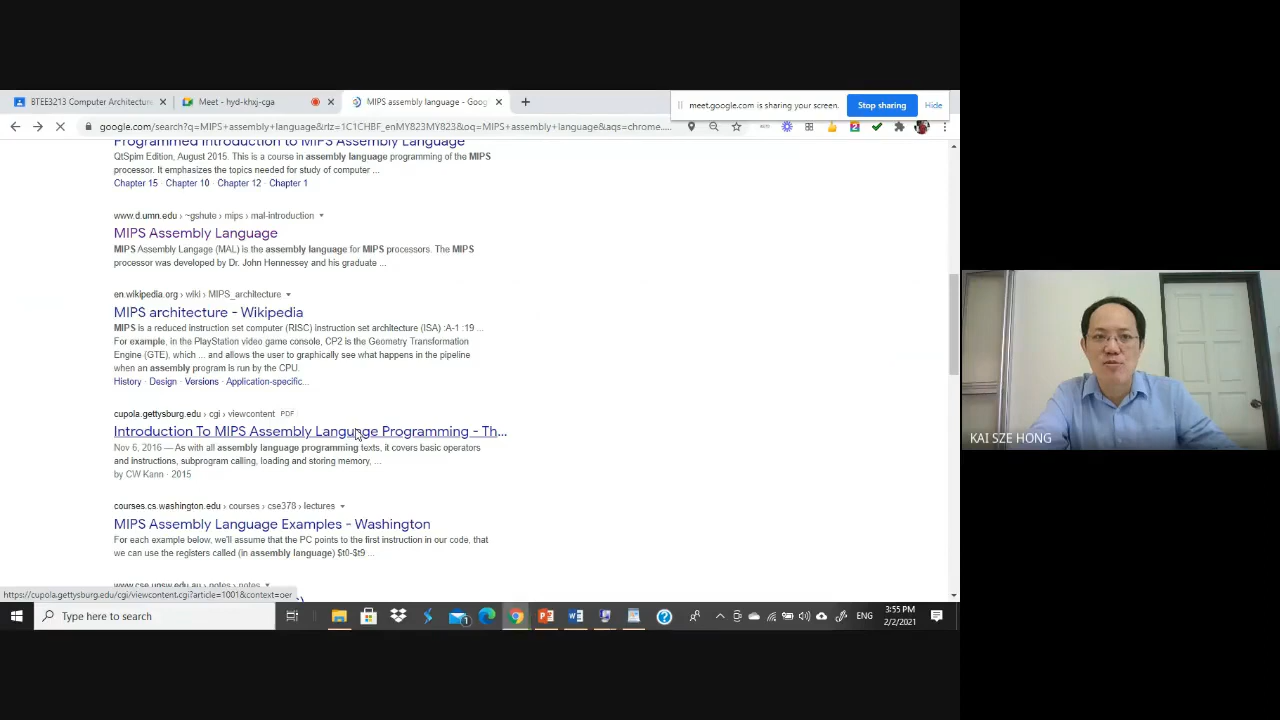 BTEE3213 Computer Architecture
Meet - hyd-khxj-cga
MIPS assembly language - Goog
meet.google.com is sharing your screen.
Stop sharing
Hide
google.com/search?q=MIPS+assembly+language&rlz=1C1CHBF_enMY823MY823&oq=MIPS+assembly+language&aqs=chrome....
Programmed Introduction to MIPS Assembly Language
QtSpim Edition, August 2015. This is a course in assembly language programming of the MIPS
processor. It emphasizes the topics needed for study of computer ...
Chapter 15 · Chapter 10 · Chapter 12 · Chapter 1
www.d.umn.edu › ~gshute › mips › mal-introduction
MIPS Assembly Language
MIPS Assembly Langage (MAL) is the assembly language for MIPS processors. The MIPS
processor was developed by Dr. John Hennessey and his graduate ...
en.wikipedia.org › wiki › MIPS_architecture
MIPS architecture - Wikipedia
MIPS is a reduced instruction set computer (RISC) instruction set architecture (ISA) :A-1 :19 ...
For example, in the PlayStation video game console, CP2 is the Geometry Transformation
Engine (GTE), which ... and allows the user to graphically see what happens in the pipeline
when an assembly program is run by the CPU.
History · Design · Versions · Application-specific...
cupola.gettysburg.edu › cgi › viewcontent PDF
Introduction To MIPS Assembly Language Programming - Th...
Nov 6, 2016 — As with all assembly language programming texts, it covers basic operators
and instructions, subprogram calling, loading and storing memory, ...
by CW Kann · 2015
courses.cs.washington.edu › courses › cse378 › lectures
MIPS Assembly Language Examples - Washington
For each example below, we'll assume that the PC points to the first instruction in our code, that
we can use the registers called (in assembly language) $t0-$t9 ...
www.cse.unsw.edu.au › notes › notes
https://cupola.gettysburg.edu/cgi/viewcontent.cgi?article=1001&context=oer
Type here to search
1
ENG
3:55 PM
2/2/2021
KAI SZE HONG